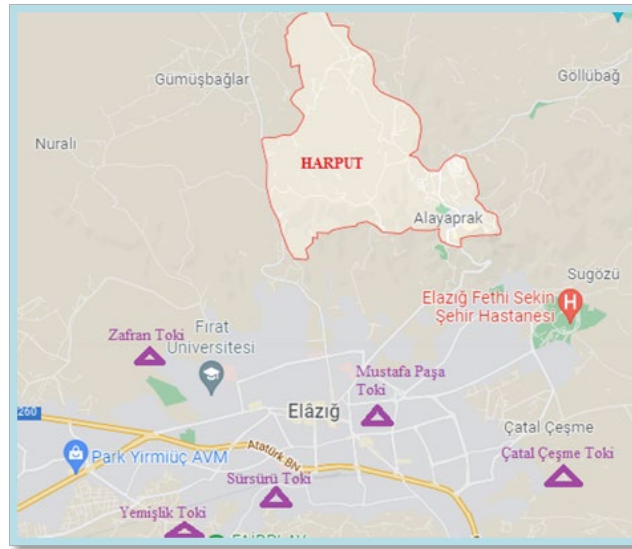 Gümüşbağlar
Göllübağ
Nuralı
HARPUT
Alayaprak
Sugözü
Elazığ Fethi Sekin
Şehir Hastanesi
H
Zafran Toki
Fırat
Üniversitesi
Mustafa Paşa
Toki
Elâzığ
260
Çatal Çeşme
Park Yirmiüç AVM
Atatürk BN
Çatal Çeşme Toki
Sürsürü Toki
Yemişlik Toki